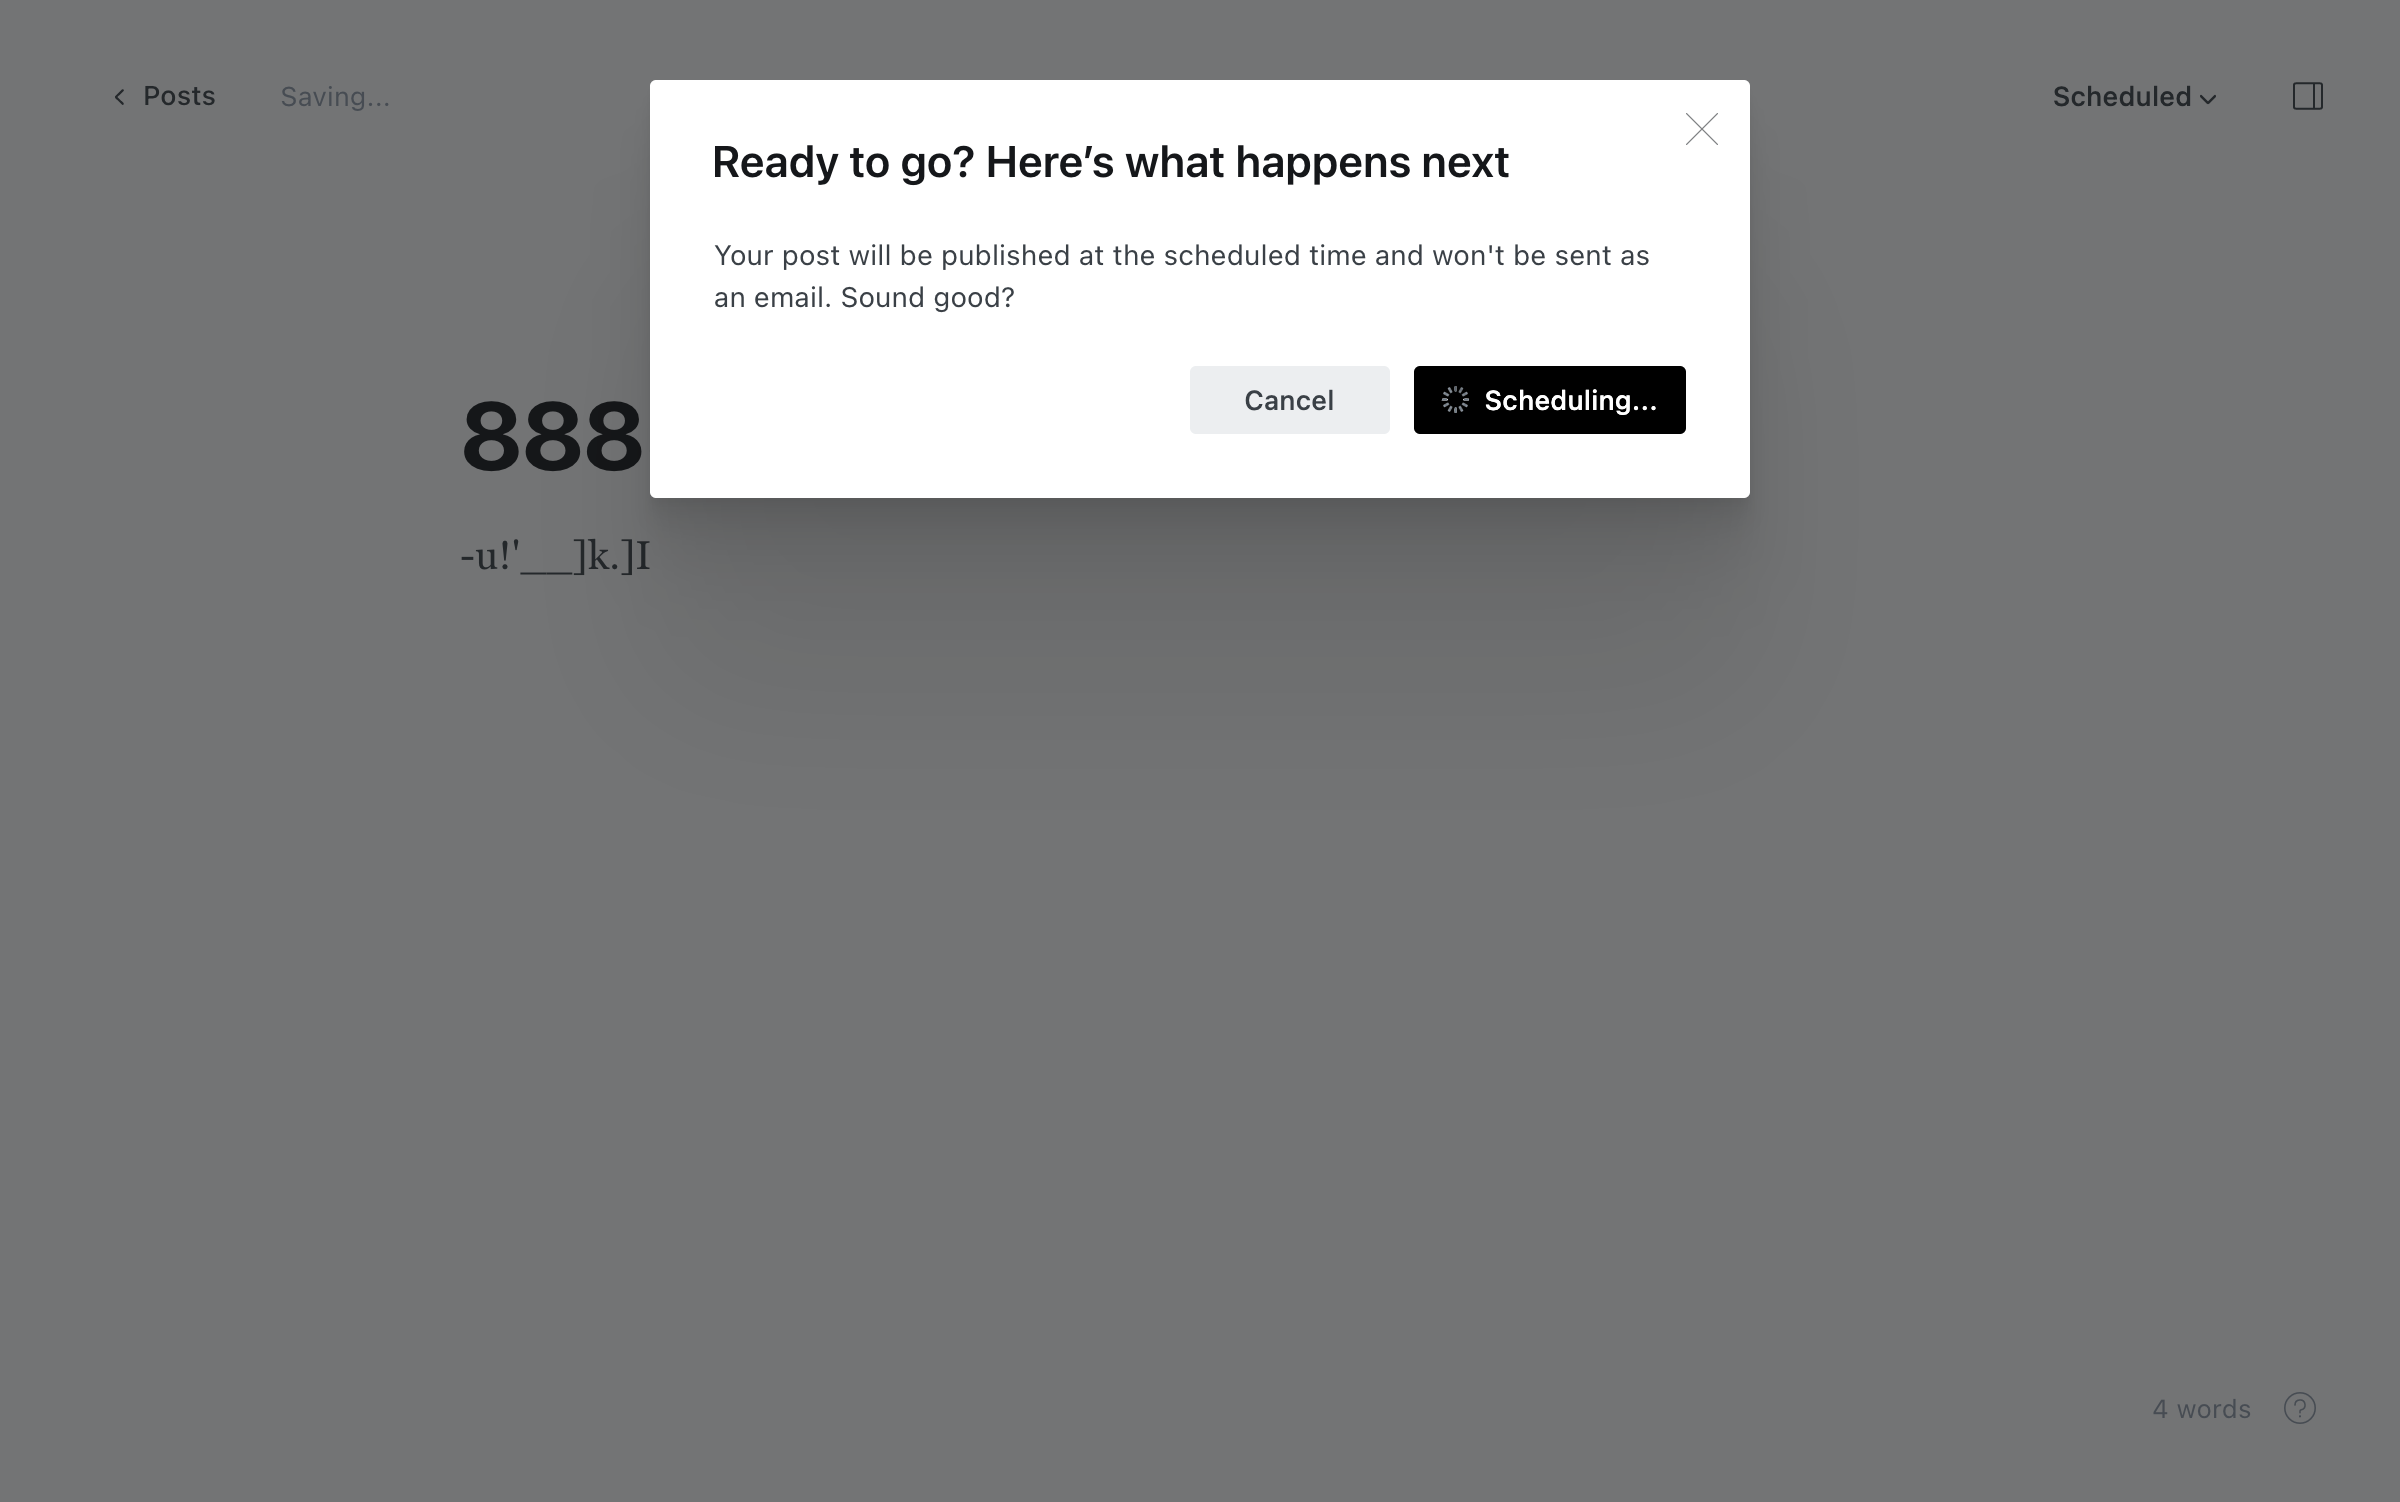 Posts
Saving...
Scheduled
Ready to go? Here’s what happens next
Your post will be published at the scheduled time and won't be sent as
an email. Sound good?
Cancel
Scheduling...
888
-u!'__]k.]I
4 words
?